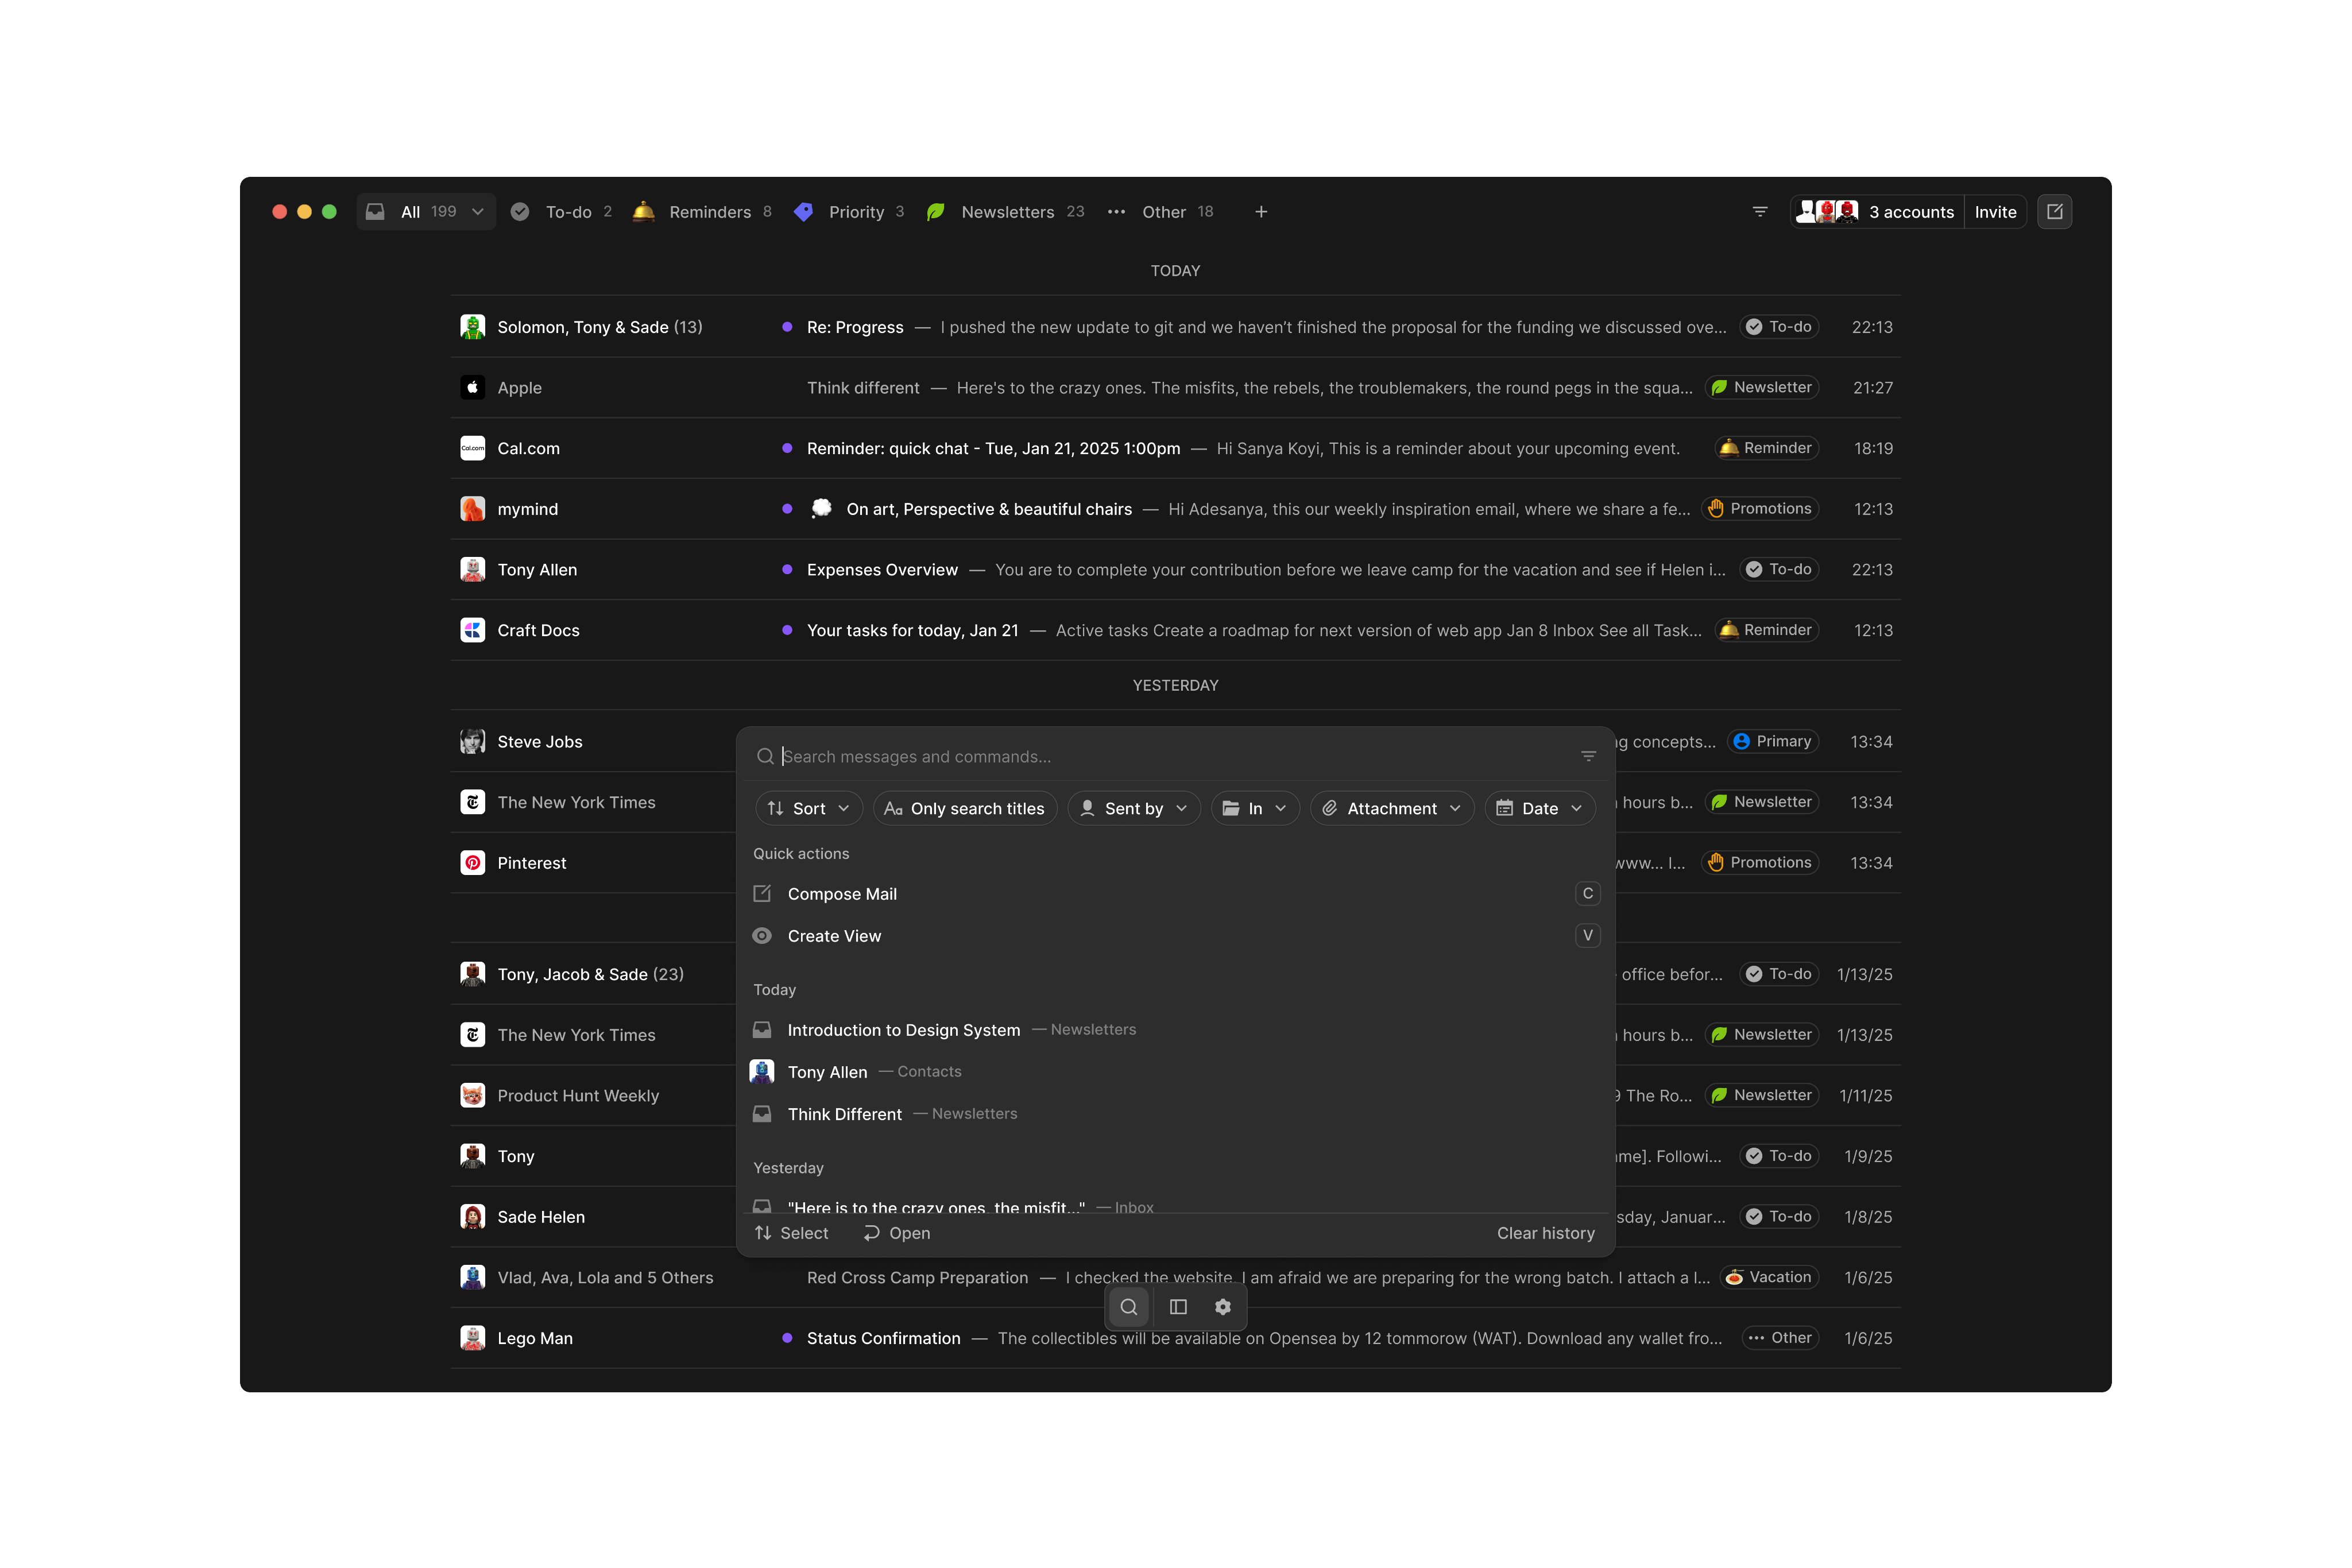 All 199 To-do 2 Reminders 8 Priority 3 Newsletters 23 Other 18 3 accounts Invite
TODAY
Solomon, Tony & Sade (13) Re: Progress — I pushed the new update to git and we haven’t finished the proposal for the funding we discussed ove... To-do 22:13
Apple Think different — Here's to the crazy ones. The misfits, the rebels, the troublemakers, the round pegs in the squa... Newsletter 21:27
Cal.com Cal.com Reminder: quick chat - Tue, Jan 21, 2025 1:00pm — Hi Sanya Koyi, This is a reminder about your upcoming event. Reminder 18:19
mymind On art, Perspective & beautiful chairs — Hi Adesanya, this our weekly inspiration email, where we share a fe... Promotions 12:13
Tony Allen Expenses Overview — You are to complete your contribution before we leave camp for the vacation and see if Helen i... To-do 22:13
Craft Docs Your tasks for today, Jan 21 — Active tasks Create a roadmap for next version of web app Jan 8 Inbox See all Task... Reminder 12:13
YESTERDAY
Steve Jobs concepts... Primary 13:34
The New York Times hours b... Newsletter 13:34
Pinterest www... I... Promotions 13:34
Tony, Jacob & Sade (23) office befor... To-do 1/13/25
The New York Times hours b... Newsletter 1/13/25
Product Hunt Weekly 9 The Ro... Newsletter 1/11/25
Tony me]. Followi... To-do 1/9/25
Sade Helen sday, Januar... To-do 1/8/25
Search messages and commands...
Sort Aa Only search titles Sent by In Attachment Date
Quick actions
Compose Mail C
Create View V
Today
Introduction to Design System — Newsletters
Tony Allen — Contacts
Think Different — Newsletters
Yesterday
"Here is to the crazy ones, the misfit..." — Inbox
Select Open Clear history
Vlad, Ava, Lola and 5 Others Red Cross Camp Preparation — I checked the website, I am afraid we are preparing for the wrong batch. I attach a l... Vacation 1/6/25
Lego Man Status Confirmation — The collectibles will be available on Opensea by 12 tommorow (WAT). Download any wallet fro... Other 1/6/25